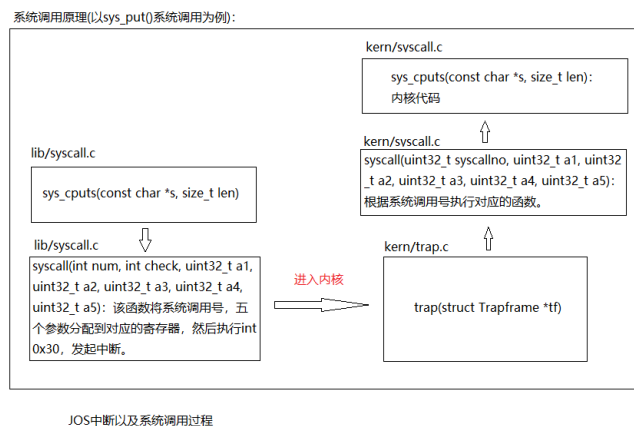 系统调用原理(以sys_put()系统调用为例):
kern/syscall.c
sys_cputs(const char *s, size_t len):
内核代码
kern/syscall.c
syscall(uint32_t syscallno, uint32_t a1, uint32
_t a2, uint32_t a3, uint32_t a4, uint32_t a5):
根据系统调用号执行对应的函数。
lib/syscall.c
sys_cputs(const char *s, size_t len)
lib/syscall.c
syscall(int num, int check, uint32_t a1,
uint32_t a2, uint32_t a3, uint32_t a4,
uint32_t a5): 该函数将系统调用号, 五
个参数分配到对应的寄存器, 然后执行int
0x30, 发起中断。
进入内核
kern/trap.c
trap(struct Trapframe *tf)
JOS中断以及系统调用过程